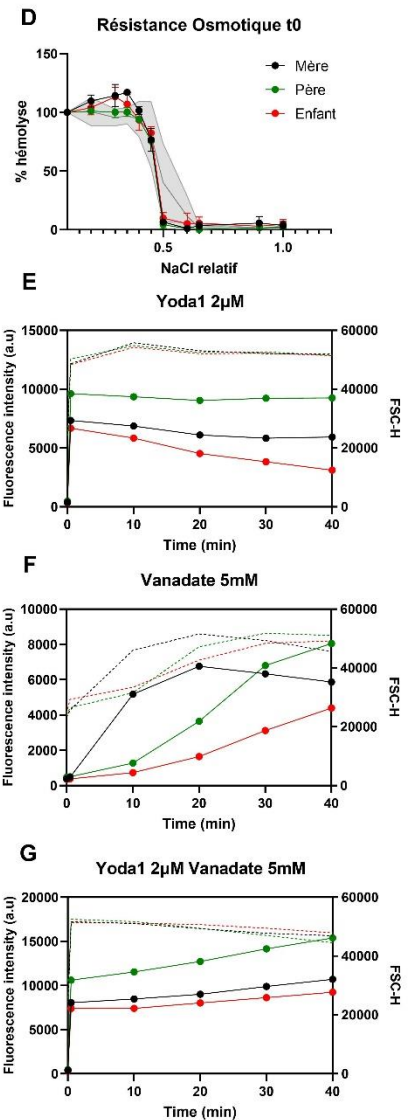 D
Résistance Osmotique t0
% hémolyse
150
100
50
0
0.5
1.0
NaCl relatif
Mère
Père
Enfant
E
Yoda1 2µM
Fluorescence intensity (a.u)
15000
10000
5000
0
60000
40000
20000
0
FSC-H
0
10
20
30
40
Time (min)
F
Vanadate 5mM
Fluorescence intensity (a.u)
10000
8000
6000
4000
2000
0
60000
40000
20000
0
FSC-H
0
10
20
30
40
Time (min)
G
Yoda1 2µM Vanadate 5mM
Fluorescence intensity (a.u)
20000
15000
10000
5000
0
60000
40000
20000
0
FSC-H
0
10
20
30
40
Time (min)